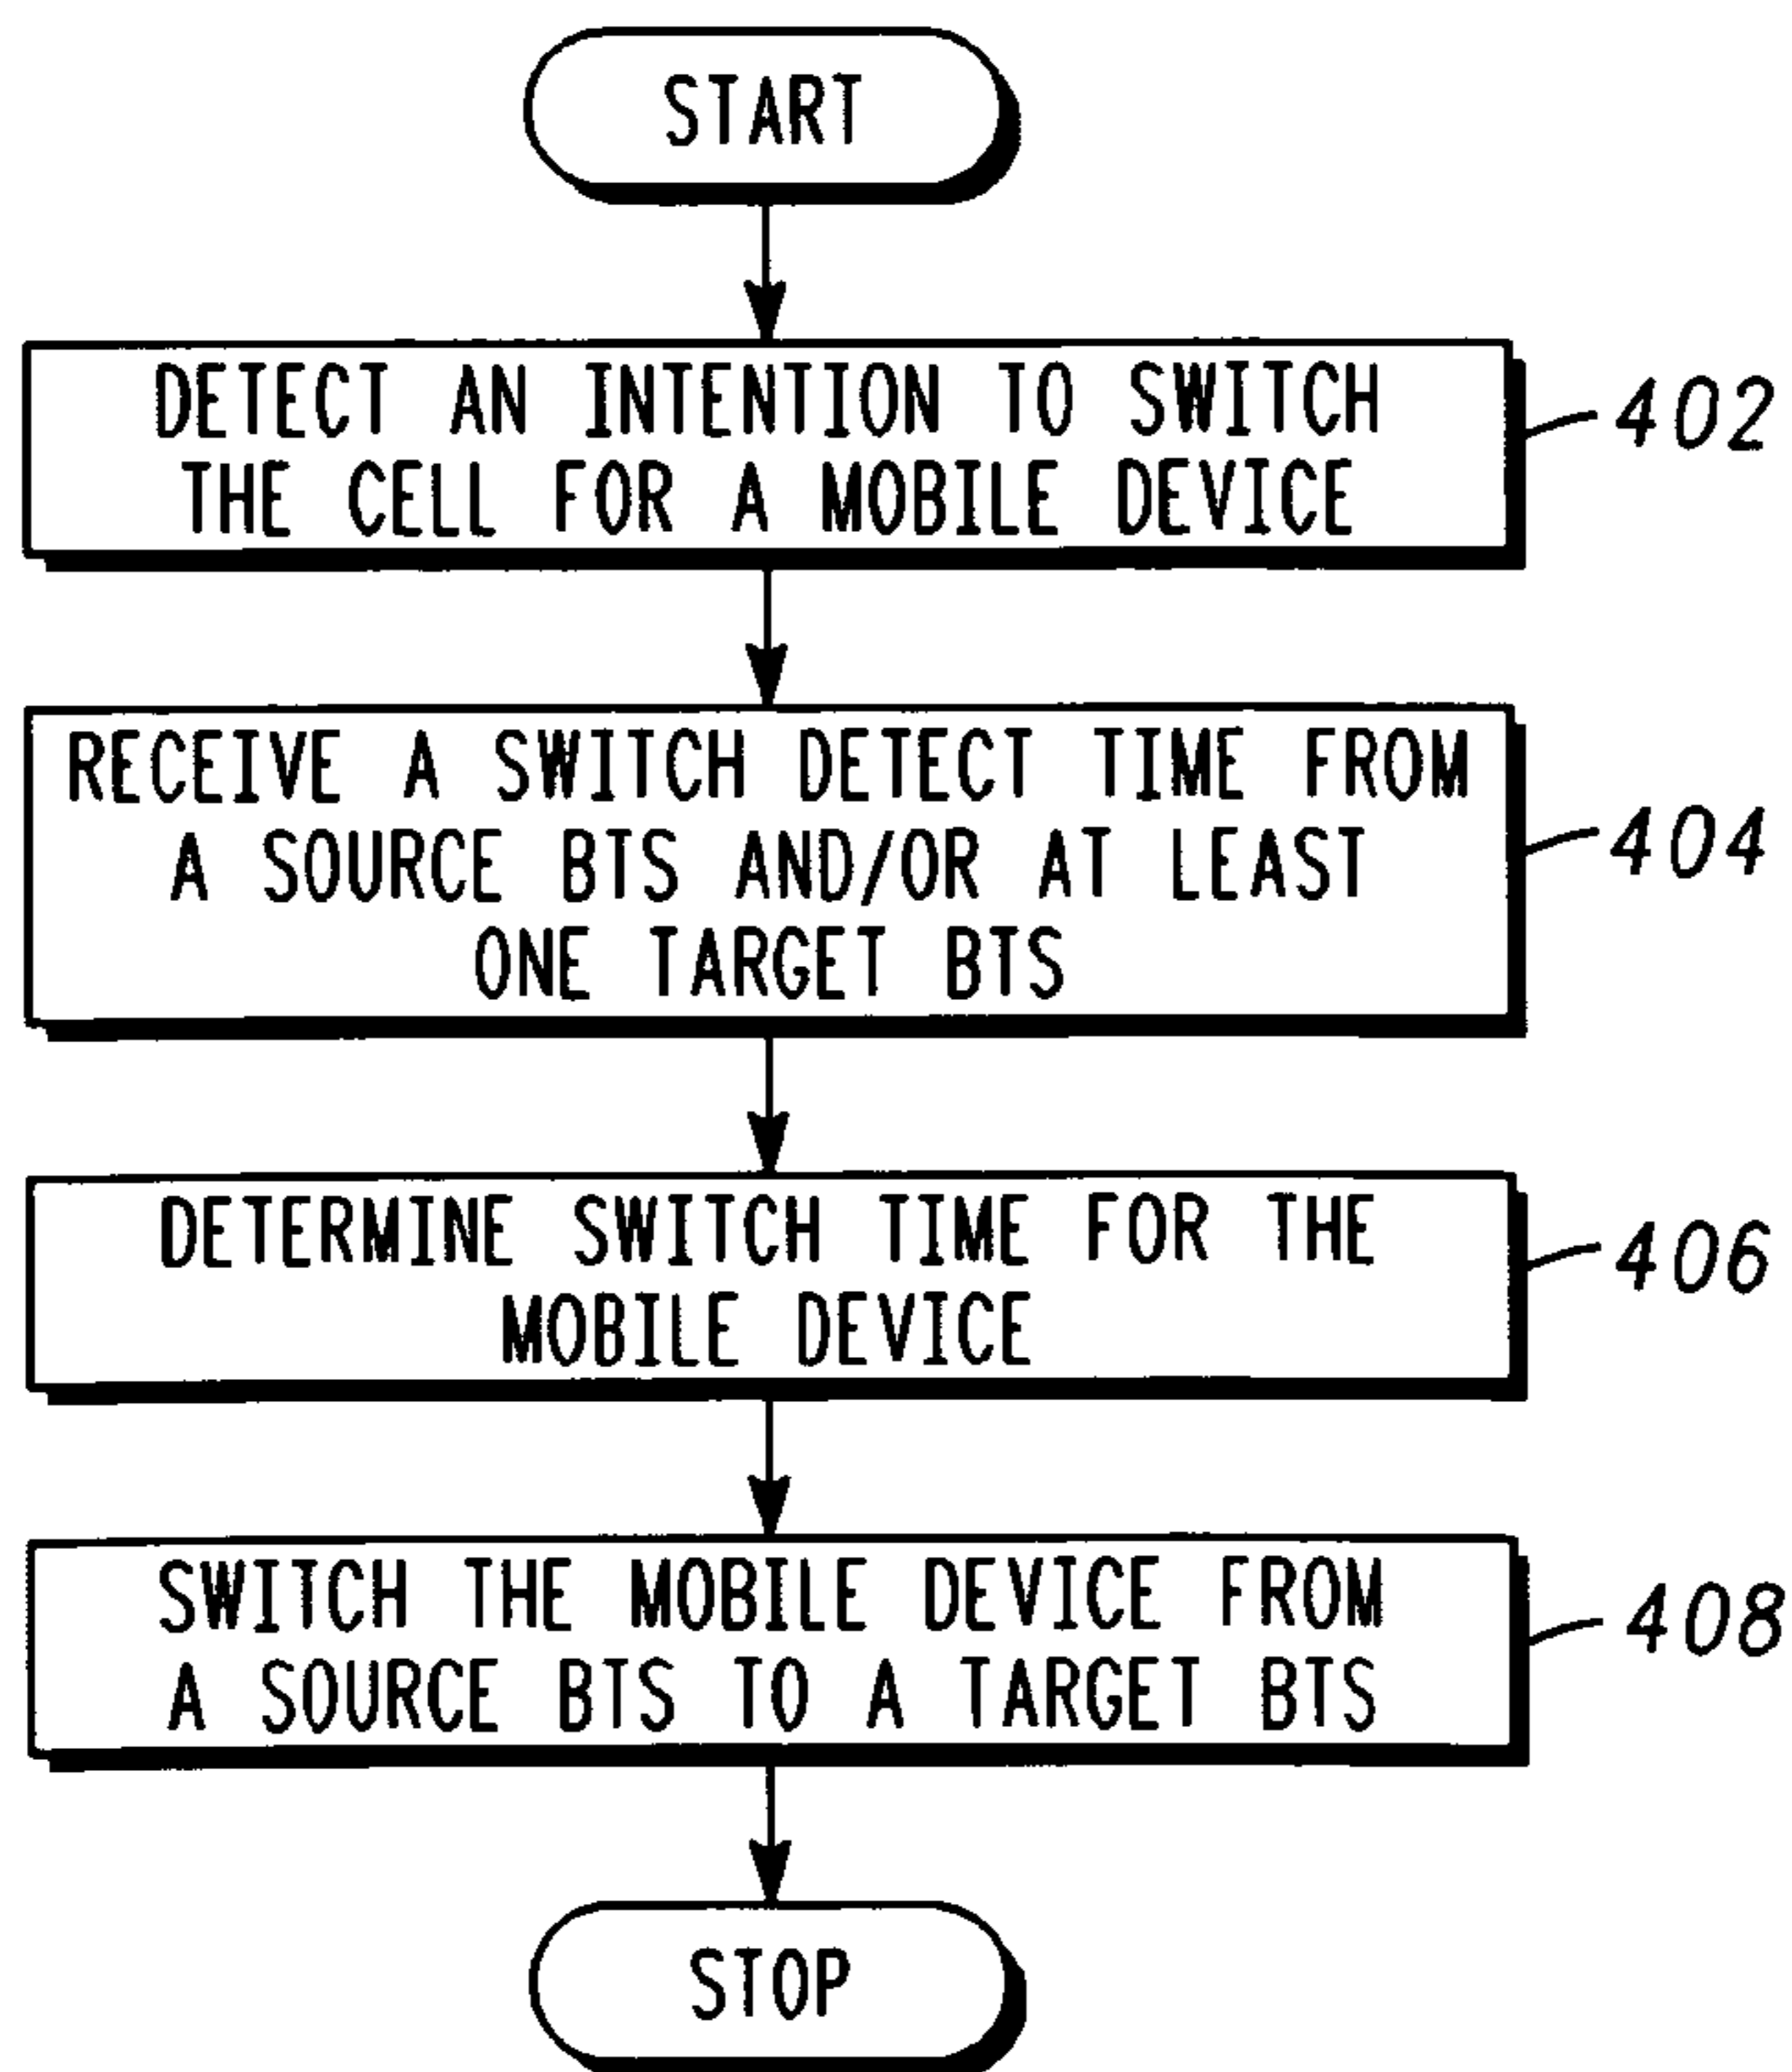 START
DETECT AN INTENTION TO SWITCH
THE CELL FOR A MOBILE DEVICE
402
RECEIVE A SWITCH DETECT TIME FROM
A SOURCE BTS AND/OR AT LEAST
ONE TARGET BTS
404
DETERMINE SWITCH TIME FOR THE
MOBILE DEVICE
406
SWITCH THE MOBILE DEVICE FROM
A SOURCE BTS TO A TARGET BTS
408
STOP